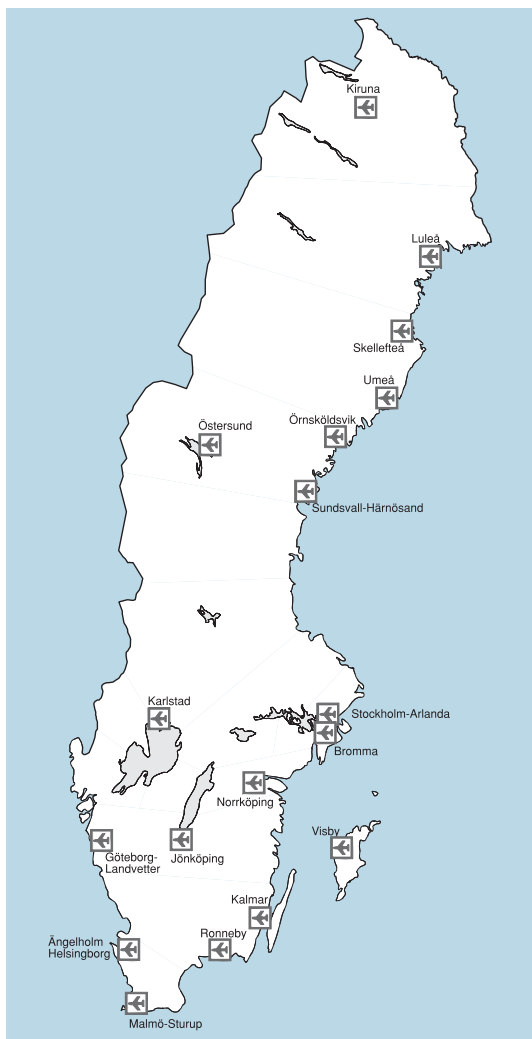 Kiruna
Luleå
Skellefteå
Umeå
Örnsköldsvik
Östersund
Sundsvall-Härnösand
Karlstad
Stockholm-Arlanda
Bromma
Norrköping
Visby
Göteborg-
Landvetter
Jönköping
Kalmar
Ronneby
Ängelholm
Helsingborg
Malmö-Sturup